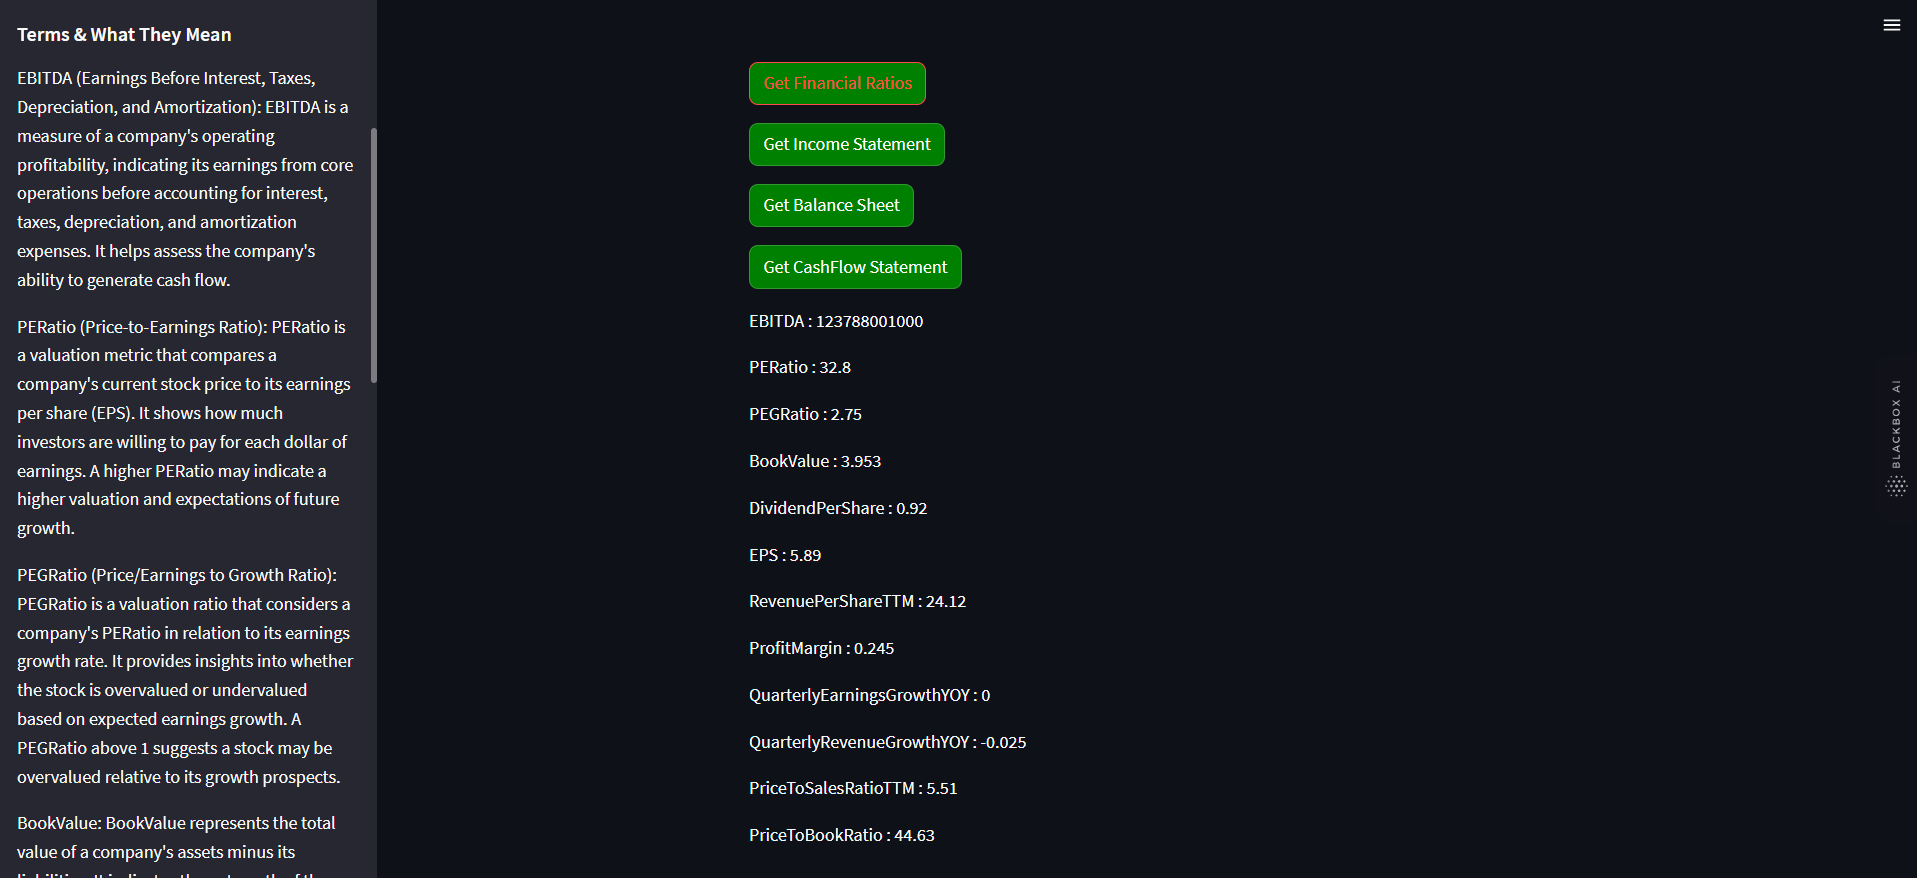 Terms & What They Mean
EBITDA (Earnings Before Interest, Taxes,
Depreciation, and Amortization): EBITDA is a
measure of a company's operating
profitability, indicating its earnings from core
operations before accounting for interest,
taxes, depreciation, and amortization
expenses. It helps assess the company's
ability to generate cash flow.
PERatio (Price-to-Earnings Ratio): PERatio is
a valuation metric that compares a
company's current stock price to its earnings
per share (EPS). It shows how much
investors are willing to pay for each dollar of
earnings. A higher PERatio may indicate a
higher valuation and expectations of future
growth.
PEGRatio (Price/Earnings to Growth Ratio):
PEGRatio is a valuation ratio that considers a
company's PERatio in relation to its earnings
growth rate. It provides insights into whether
the stock is overvalued or undervalued
based on expected earnings growth. A
PEGRatio above 1 suggests a stock may be
overvalued relative to its growth prospects.
BookValue: BookValue represents the total
value of a company's assets minus its
Get Financial Ratios
Get Income Statement
Get Balance Sheet
Get CashFlow Statement
EBITDA : 123788001000
PERatio : 32.8
PEGRatio : 2.75
BookValue : 3.953
DividendPerShare : 0.92
EPS : 5.89
RevenuePerShareTTM : 24.12
ProfitMargin : 0.245
QuarterlyEarningsGrowthYOY : 0
QuarterlyRevenueGrowthYOY : -0.025
PriceToSalesRatioTTM : 5.51
PriceToBookRatio : 44.63
BLACKBOX AI